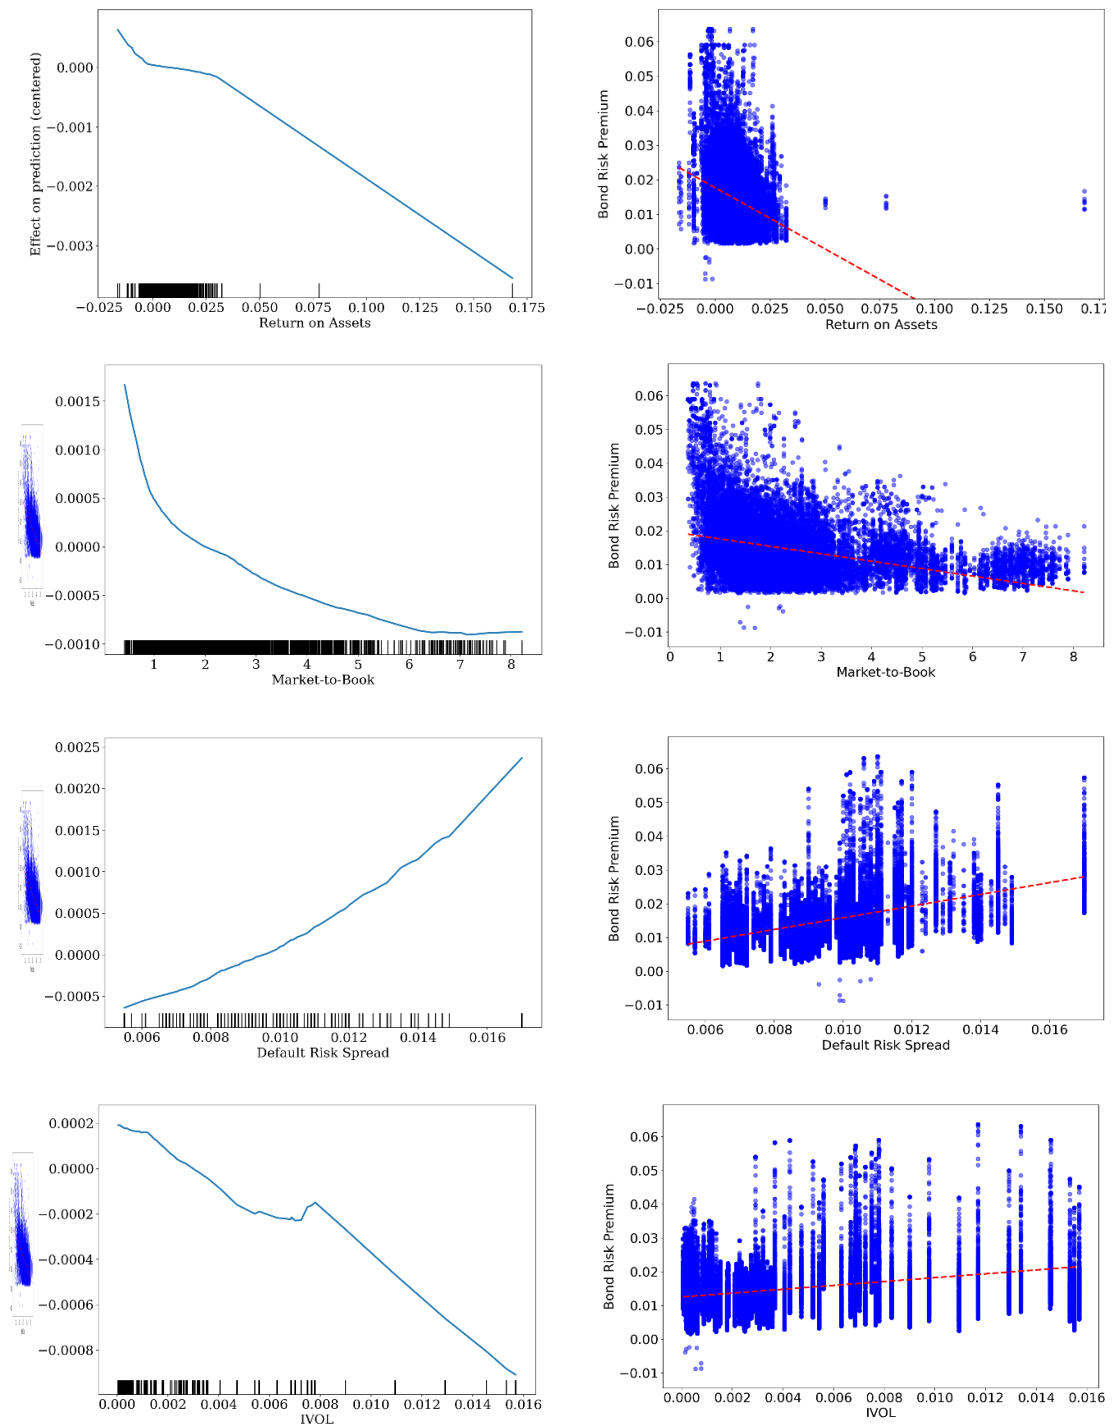 0.000
−0.001
−0.002
−0.003
Effect on prediction (centered)
−0.025 0.000 0.025 0.050 0.075 0.100 0.125 0.150 0.175
Return on Assets
0.06
0.05
0.04
0.03
0.02
0.01
0.00
−0.01
Bond Risk Premium
−0.025 0.000 0.025 0.050 0.075 0.100 0.125 0.150 0.17
Return on Assets
0.0015
0.0010
0.0005
0.0000
−0.0005
−0.0010
1 2 3 4 5 6 7 8
Market-to-Book
0.06
0.05
0.04
0.03
0.02
0.01
0.00
−0.01
Bond Risk Premium
0 1 2 3 4 5 6 7 8
Market-to-Book
0.0025
0.0020
0.0015
0.0010
0.0005
0.0000
−0.0005
0.006 0.008 0.010 0.012 0.014 0.016
Default Risk Spread
0.06
0.05
0.04
0.03
0.02
0.01
0.00
−0.01
Bond Risk Premium
0.006 0.008 0.010 0.012 0.014 0.016
Default Risk Spread
0.0002
0.0000
−0.0002
−0.0004
−0.0006
−0.0008
0.000 0.002 0.004 0.006 0.008 0.010 0.012 0.014 0.016
IVOL
0.06
0.05
0.04
0.03
0.02
0.01
0.00
−0.01
Bond Risk Premium
0.000 0.002 0.004 0.006 0.008 0.010 0.012 0.014 0.016
IVOL